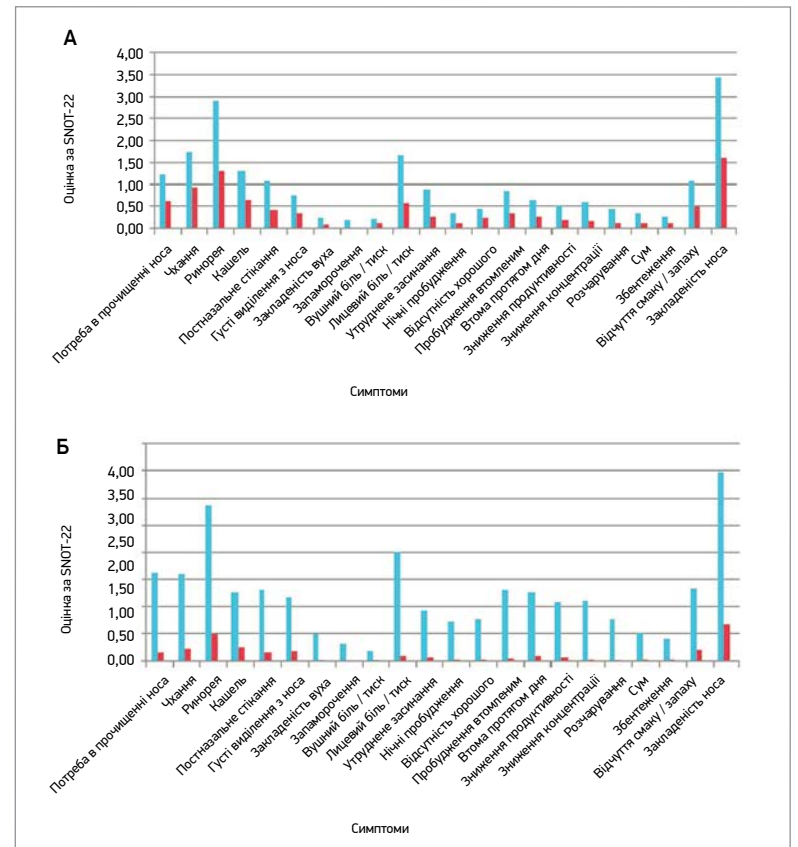 А
Оцінка за SNOT-22
4,00
3,50
3,00
2,50
2,00
1,50
1,00
0,50
0,00
Потреба в прочищенні носа
Чхання
Ринорея
Кашель
Постназальне стікання
Густі виділення з носа
Закладеність вуха
Запаморочення
Вушний біль / тиск
Лицевий біль / тиск
Утруднене засинання
Нічні пробудження
Відсутність хорошого
Пробудження втомленим
Втома протягом дня
Зниження продуктивності
Зниження концентрації
Розчарування
Сум
Збентеження
Відчуття смаку / запаху
Закладеність носа
Симптоми
Б
Оцінка за SNOT-22
4,00
3,50
3,00
2,50
2,00
1,50
1,00
0,50
0,00
Потреба в прочищенні носа
Чхання
Ринорея
Кашель
Постназальне стікання
Густі виділення з носа
Закладеність вуха
Запаморочення
Вушний біль / тиск
Лицевий біль / тиск
Утруднене засинання
Нічні пробудження
Відсутність хорошого
Пробудження втомленим
Втома протягом дня
Зниження продуктивності
Зниження концентрації
Розчарування
Сум
Збентеження
Відчуття смаку / запаху
Закладеність носа
Симптоми